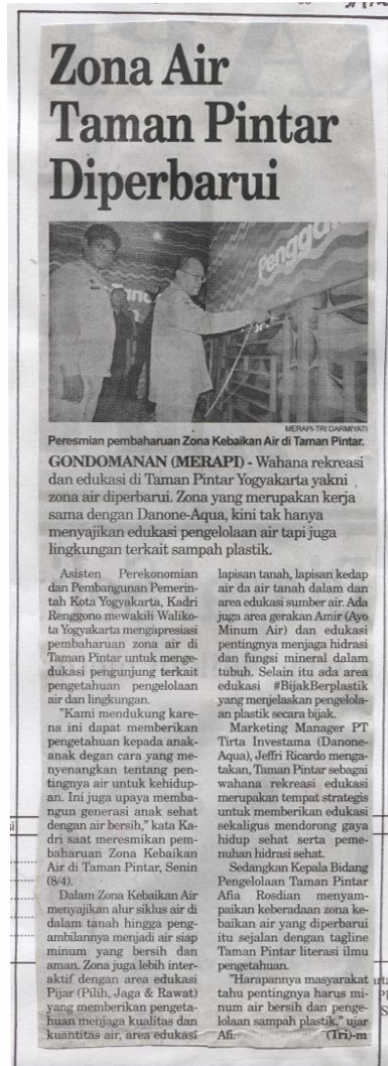 Zona Air
Taman Pintar
Diperbarui
Pengga
MERAPI-TRI DARMIYATI
Peresmian pembaharuan Zona Kebaikan Air di Taman Pintar.
GONDOMANAN (MERAPI) - Wahana rekreasi
dan edukasi di Taman Pintar Yogyakarta yakni
zona air diperbarui. Zona yang merupakan kerja
sama dengan Danone-Aqua, kini tak hanya
menyajikan edukasi pengelolaan air tapi juga
lingkungan terkait sampah plastik.
Asisten Perekonomian
dan Pembangunan Pemerin-
tah Kota Yogyakarta, Kadri
Renggono mewakili Waliko-
ta Yogyakarta mengapresiasi
pembaharuan zona air di
Taman Pintar untuk menge-
dukasi pengunjung terkait
pengetahuan pengelolaan
air dan lingkungan.
"Kami mendukung kare-
na ini dapat memberikan
pengetahuan kepada anak-
anak degan cara yang me-
nyenangkan tentang pen-
tingnya air untuk kehidup-
an. Ini juga upaya memba-
ngun generasi anak sehat
dengan air bersih," kata Ka-
dri saat meresmikan pem-
baharuan Zona Kebaikan
Air di Taman Pintar, Senin
(8/4).
Dalam Zona Kebaikan Air
menyajikan alur siklus air di
dalam tanah hingga peng-
ambilannya menjadi air siap
minum yang bersih dan
aman. Zona juga lebih inter-
aktif dengan area edukasi
Pijar (Pilih, Jaga & Rawat)
yang memberikan pengeta-
huan menjaga kualitas dan
kuantitas air, area edukasi
lapisan tanah, lapisan kedap
air da air tanah dalam dan
area edukasi sumber air. Ada
juga area gerakan Amir (Ayo
Minum Air) dan edukasi
pentingnya menjaga hidrasi
dan fungsi mineral dalam
tubuh. Selain itu ada area
edukasi #BijakBerplastik
yang menjelaskan pengelola-
an plastik secara bijak.
Marketing Manager PT
Tirta Investama (Danone-
Aqua), Jeffri Ricardo menga-
takan, Taman Pintar sebagai
wahana rekreasi edukasi
merupakan tempat strategis
untuk memberikan edukasi
sekaligus mendorong gaya
hidup sehat serta peme-
nuhan hidrasi sehat.
Sedangkan Kepala Bidang
Pengelolaan Taman Pintar
Afia Rosdian menyam-
paikan keberadaan zona ke-
baikan air yang diperbarui
itu sejalan dengan tagline
Taman Pintar literasi ilmu
pengetahuan.
"Harapannya masyarakat
tahu pentingnya harus mi-
num air bersih dan penge-
lolaan sampah plastik," ujar
Afi. (Tri)-m